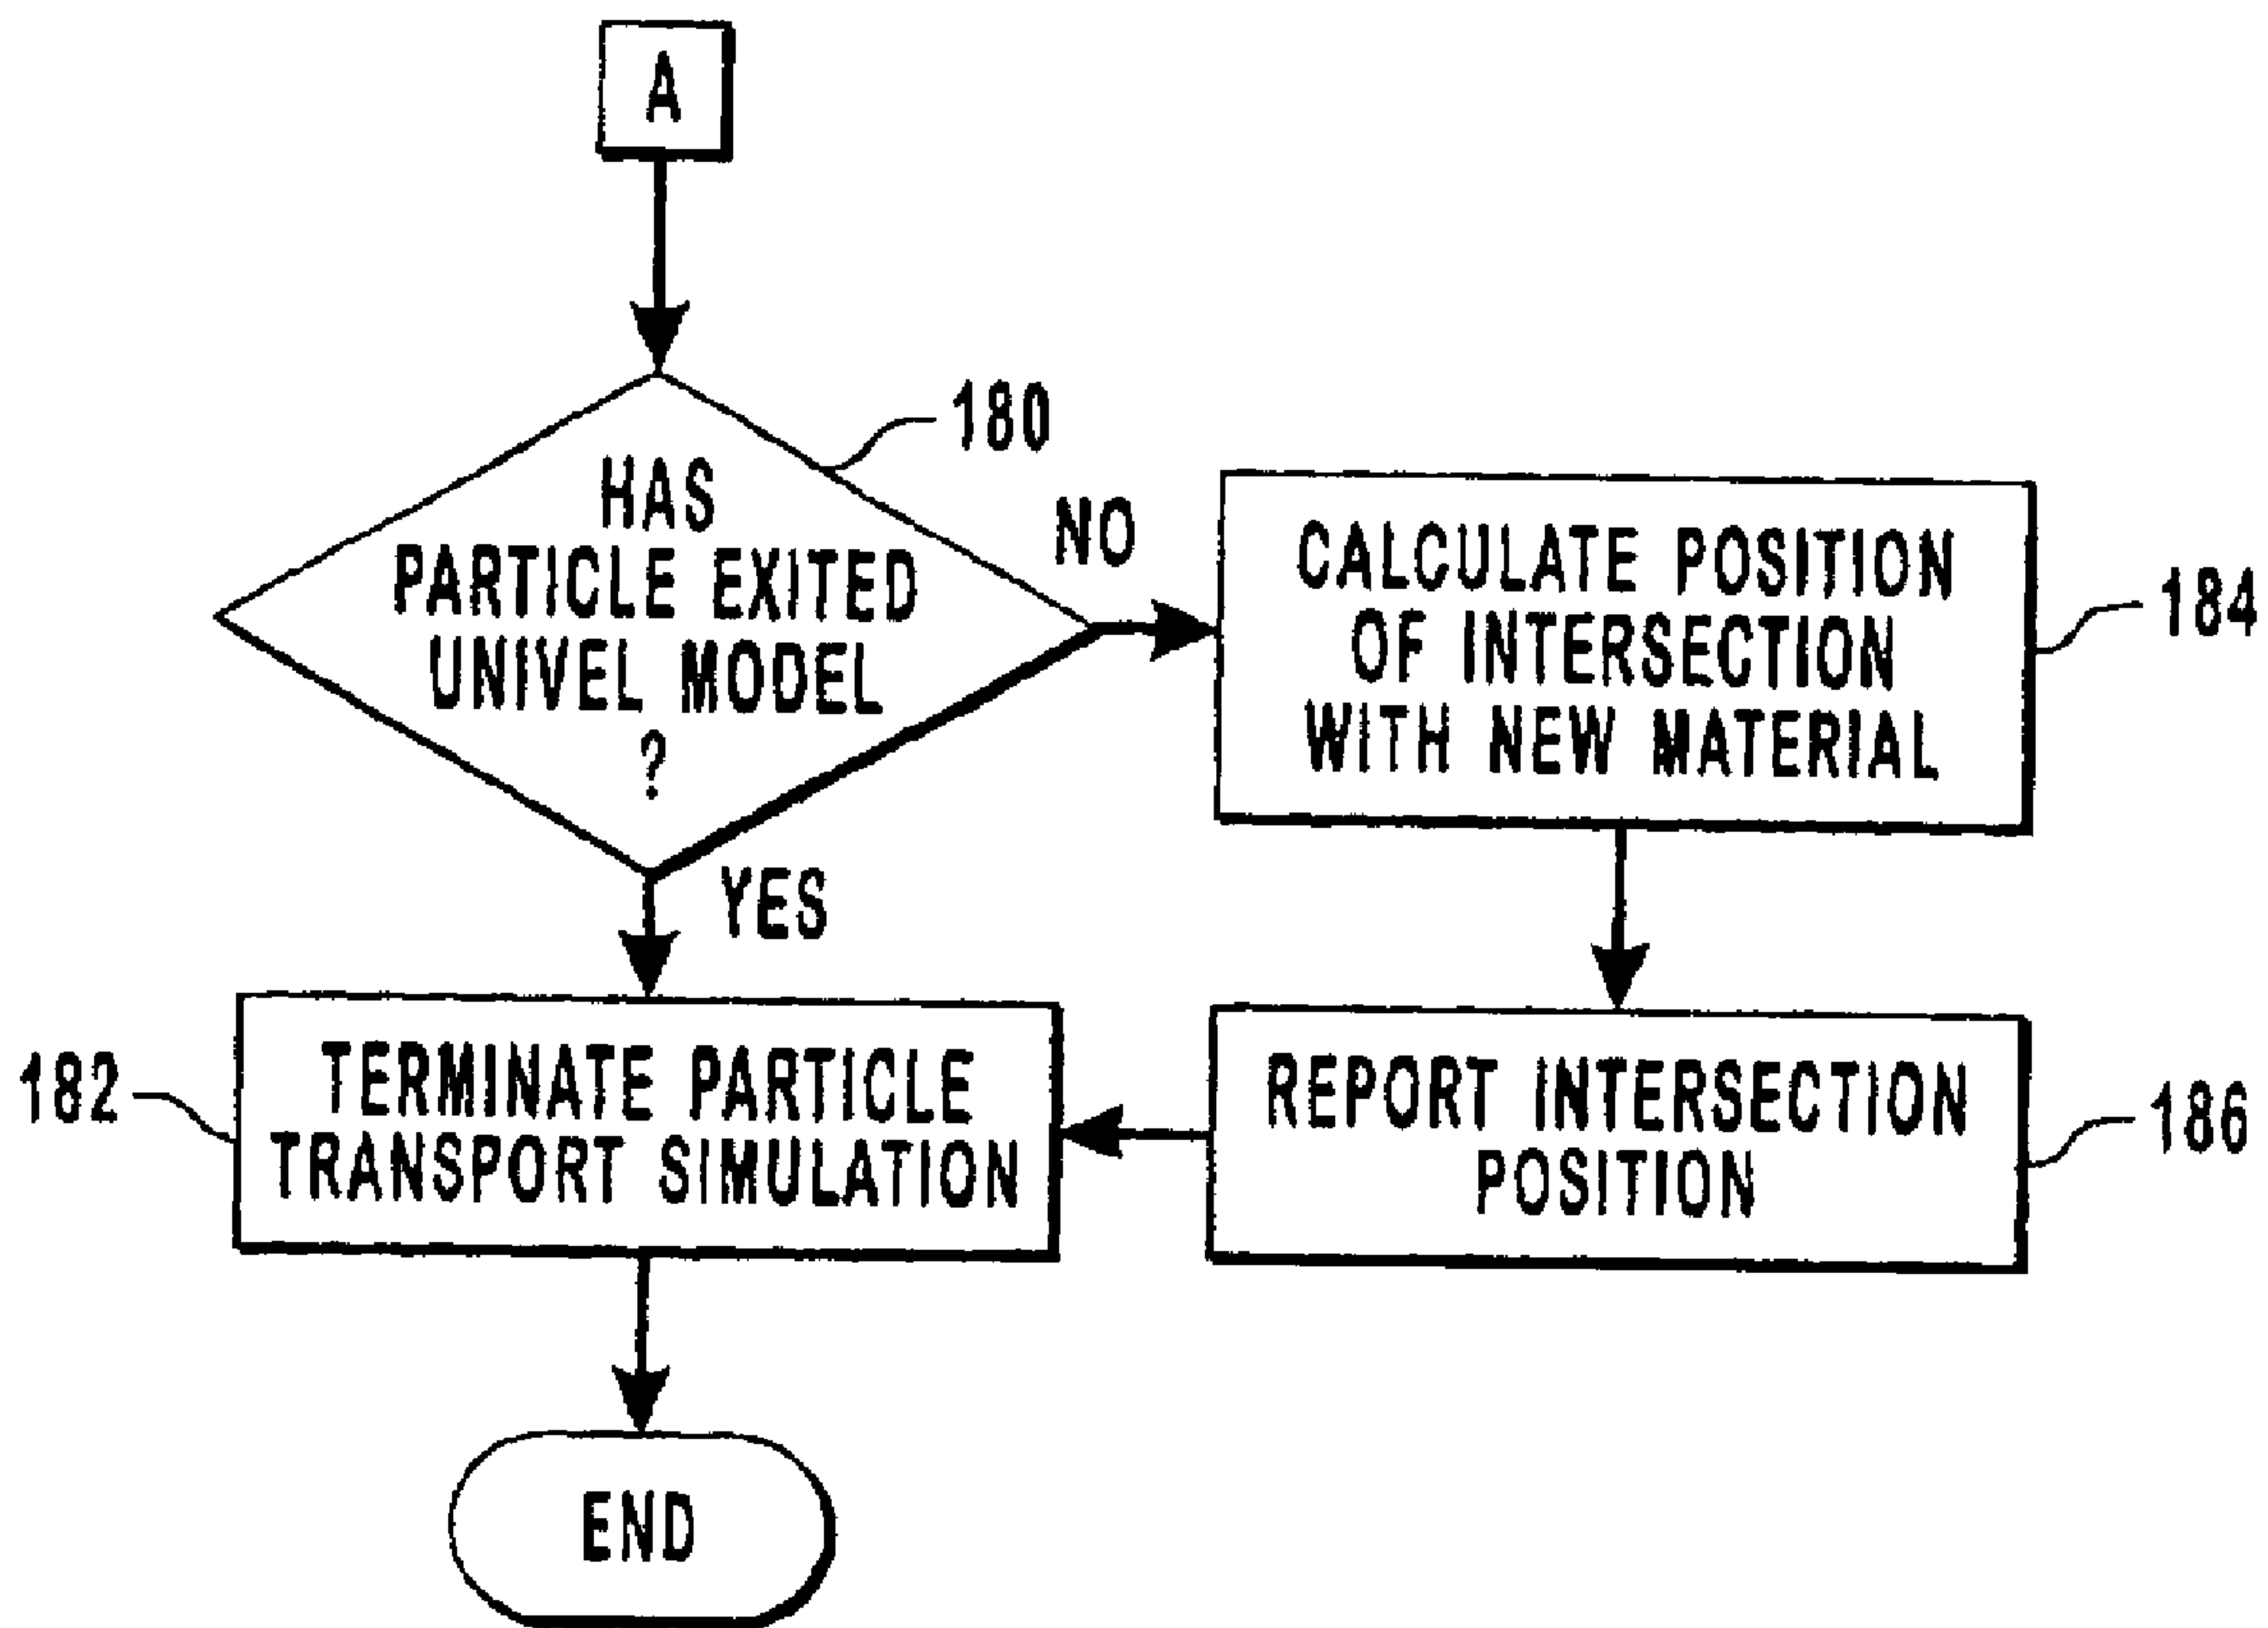 A
180
HAS
PARTICLE EXITED
UNIVEL MODEL
?
NO
CALCULATE POSITION
OF INTERSECTION
WITH NEW MATERIAL
184
YES
182
TERMINATE PARTICLE
TRANSPORT SIMULATION
REPORT INTERSECTION
POSITION
186
END